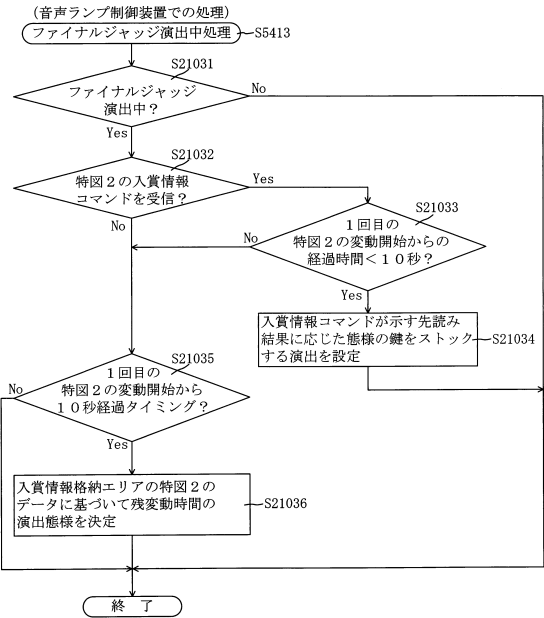 (音声ランプ制御装置での処理)
ファイナルジャッジ演出中処理
S5413
S21031
ファイナルジャッジ
演出中？
No
Yes
S21032
特図２の入賞情報
コマンドを受信？
Yes
No
S21033
１回目の
特図２の変動開始からの
経過時間＜１０秒？
No
Yes
入賞情報コマンドが示す先読み
結果に応じた態様の鍵をストック
する演出を設定
S21034
S21035
１回目の
特図２の変動開始から
１０秒経過タイミング？
No
Yes
入賞情報格納エリアの特図２の
データに基づいて残変動時間の
演出態様を決定
S21036
終　了